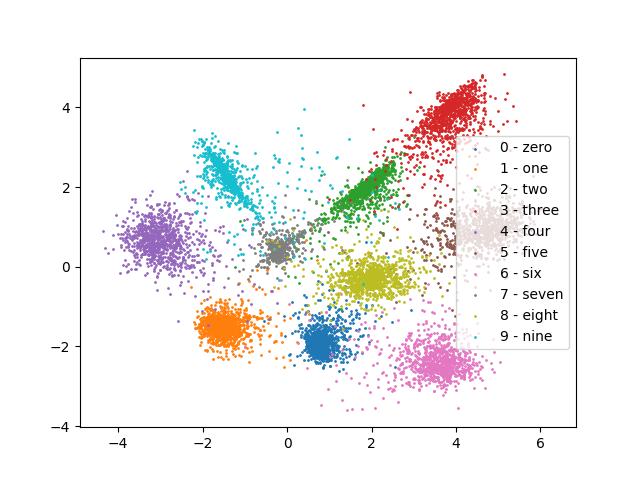 4
2
0
−2
−4
−4
−2
0
2
4
6
0 - zero
1 - one
2 - two
3 - three
4 - four
5 - five
6 - six
7 - seven
8 - eight
9 - nine